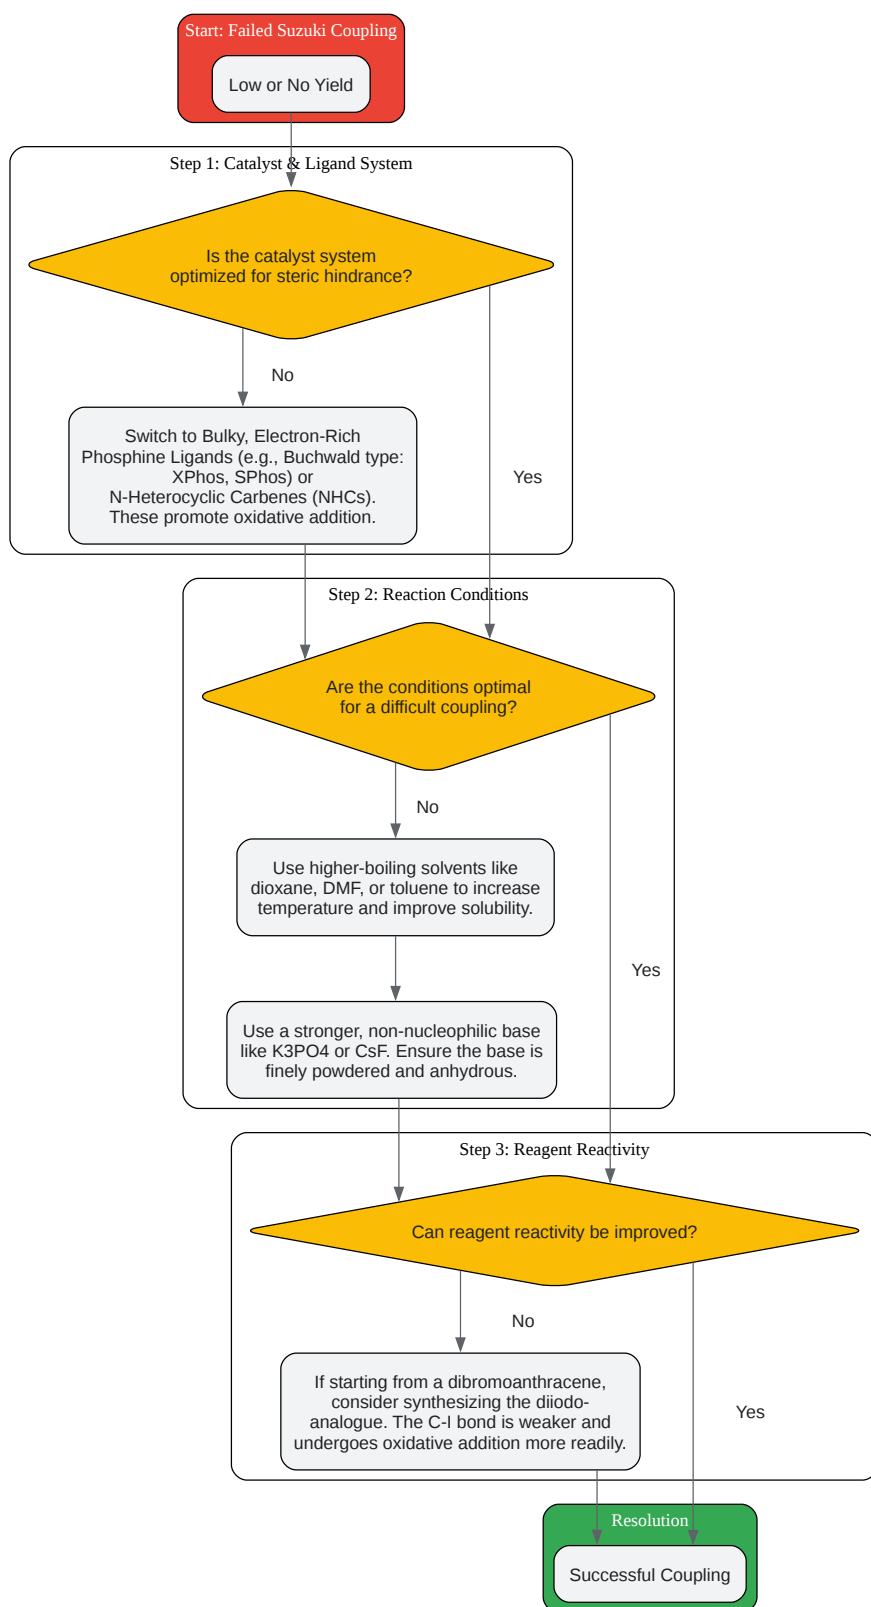 Start: Failed Suzuki Coupling
Low or No Yield
Step 1: Catalyst & Ligand System
Is the catalyst system
optimized for steric hindrance?
No
Switch to Bulky, Electron-Rich
Phosphine Ligands (e.g., Buchwald type:
XPhos, SPhos) or
N-Heterocyclic Carbenes (NHCs).
These promote oxidative addition.
Yes
Step 2: Reaction Conditions
Are the conditions optimal
for a difficult coupling?
No
Use higher-boiling solvents like
dioxane, DMF, or toluene to increase
temperature and improve solubility.
Yes
Use a stronger, non-nucleophilic base
like K3PO4 or CsF. Ensure the base is
finely powdered and anhydrous.
Step 3: Reagent Reactivity
Can reagent reactivity be improved?
No
If starting from a dibromoanthracene,
consider synthesizing the diiodo-
analogue. The C-I bond is weaker and
undergoes oxidative addition more readily.
Yes
Resolution
Successful Coupling